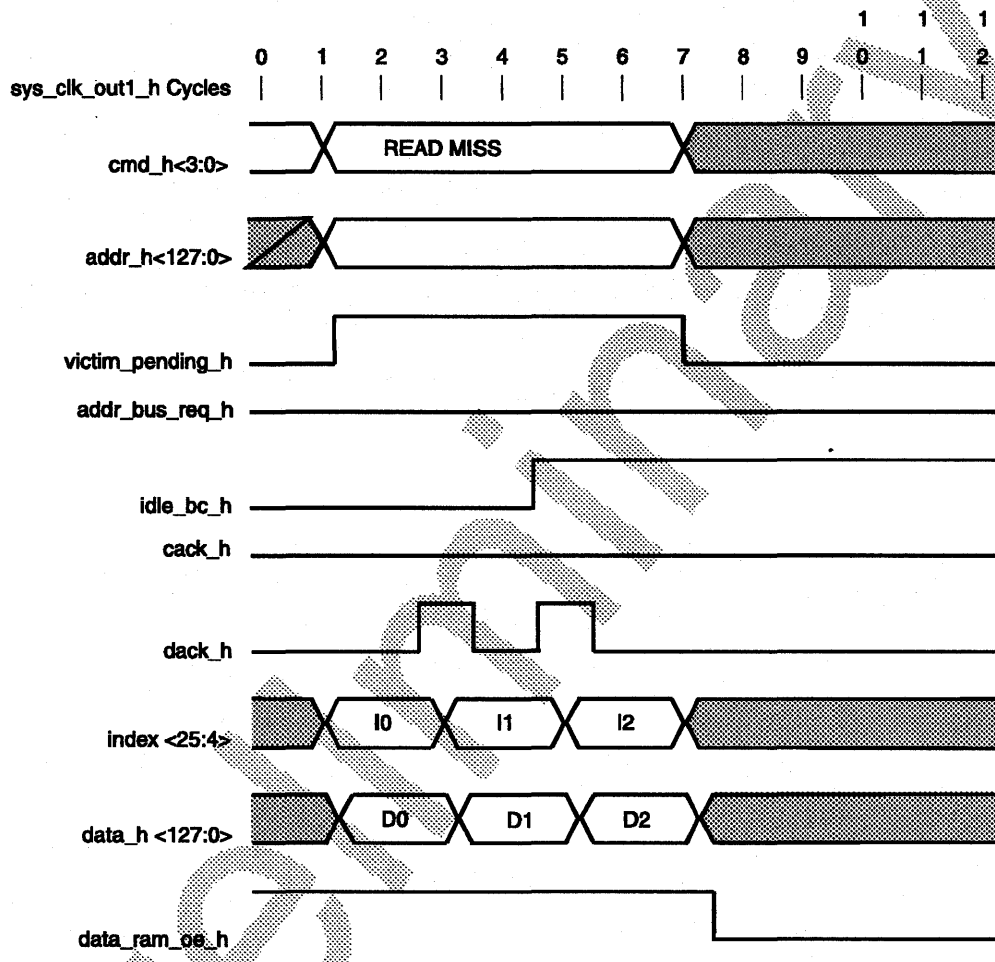 1 1 1
0 1 2 3 4 5 6 7 8 9 0 1 2
sys_clk_out1_h Cycles
cmd_h<3:0>
READ MISS
addr_h<127:0>
victim_pending_h
addr_bus_req_h
idle_bc_h
cack_h
dack_h
index <25:4>
I0 I1 I2
data_h <127:0>
D0 D1 D2
data_ram_oe_h